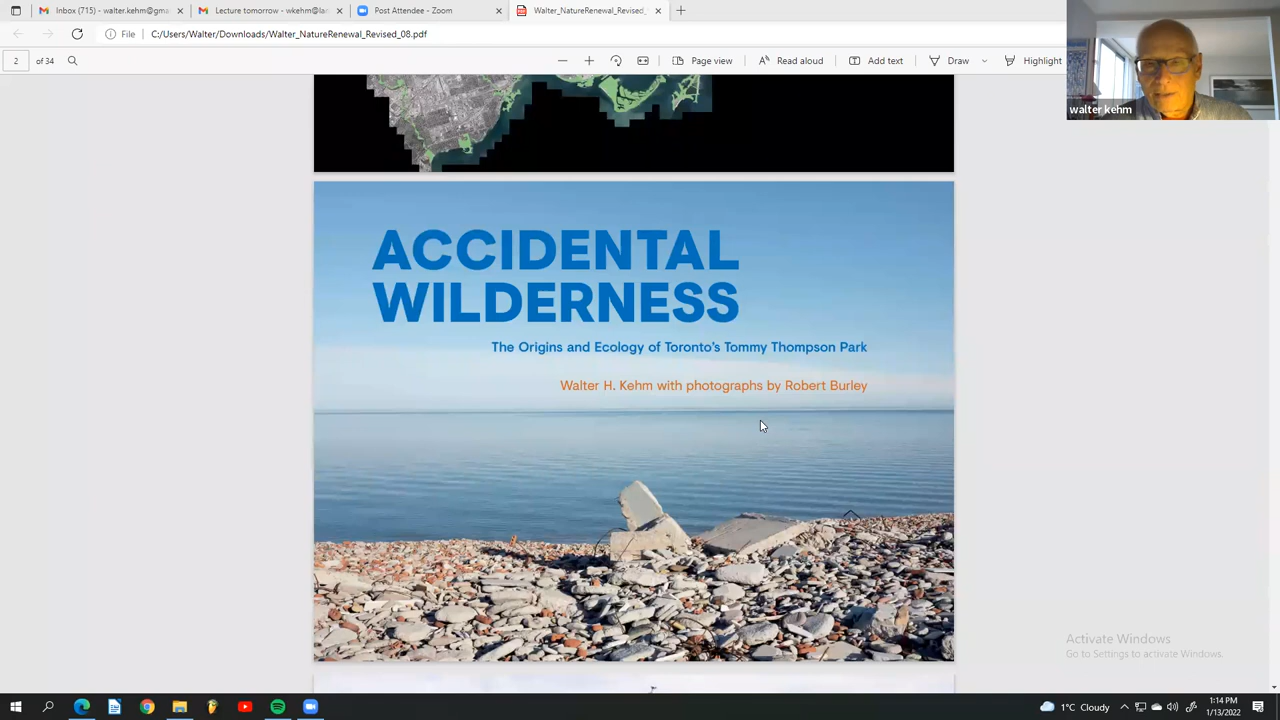 Inbox (715) - walter.kehm@gma
Lecture tomorrow - wkehm@lan
Post Attendee - Zoom
Walter_NatureRenewal_Revised_
File
C:/Users/Walter/Downloads/Walter_NatureRenewal_Revised_08.pdf
2 of 34
Page view
Read aloud
Add text
Draw
Highlight
walter kehm
ACCIDENTAL
WILDERNESS
The Origins and Ecology of Toronto's Tommy Thompson Park
Walter H. Kehm with photographs by Robert Burley
Activate Windows
Go to Settings to activate Windows.
1°C Cloudy
1:14 PM
1/13/2022